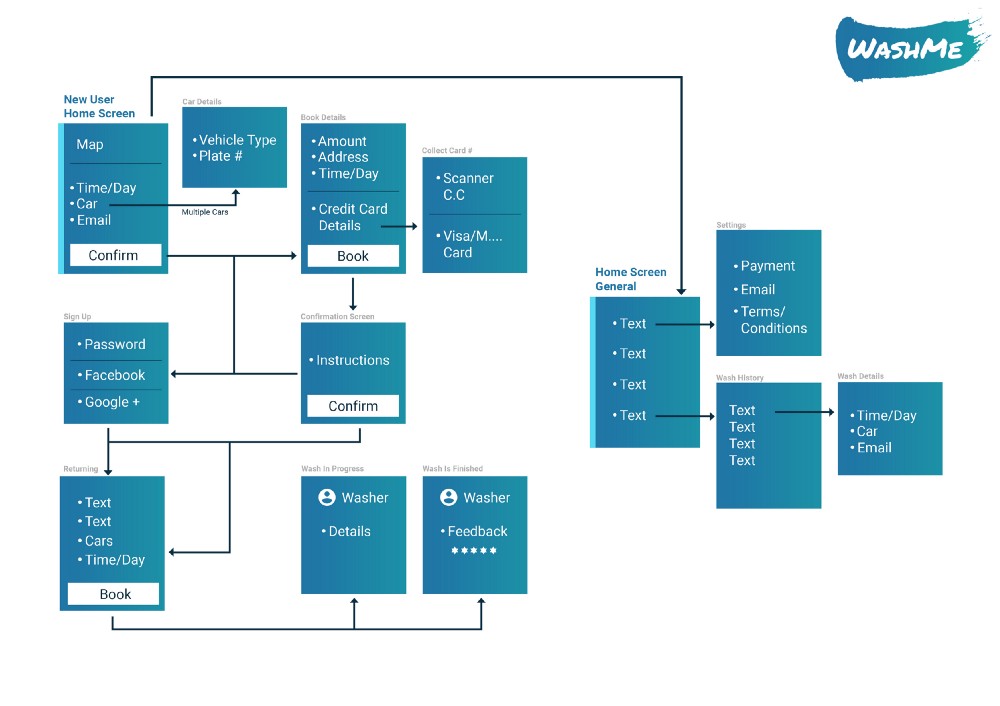 WashMe
New User
Home Screen
Map
• Time/Day
• Car
• Email
Confirm
Car Details
• Vehicle Type
• Plate #
Multiple Cars
Book Details
• Amount
• Address
• Time/Day
• Credit Card
Details
Book
Collect Card #
• Scanner
C.C
• Visa/M....
Card
Sign Up
• Password
• Facebook
• Google +
Confirmation Screen
• Instructions
Confirm
Returning
• Text
• Text
• Cars
• Time/Day
Book
Wash In Progress
Washer
• Details
Wash Is Finished
Washer
• Feedback
*****
Home Screen
General
• Text
• Text
• Text
• Text
Settings
• Payment
• Email
• Terms/
Conditions
Wash History
Text
Text
Text
Text
Wash Details
• Time/Day
• Car
• Email